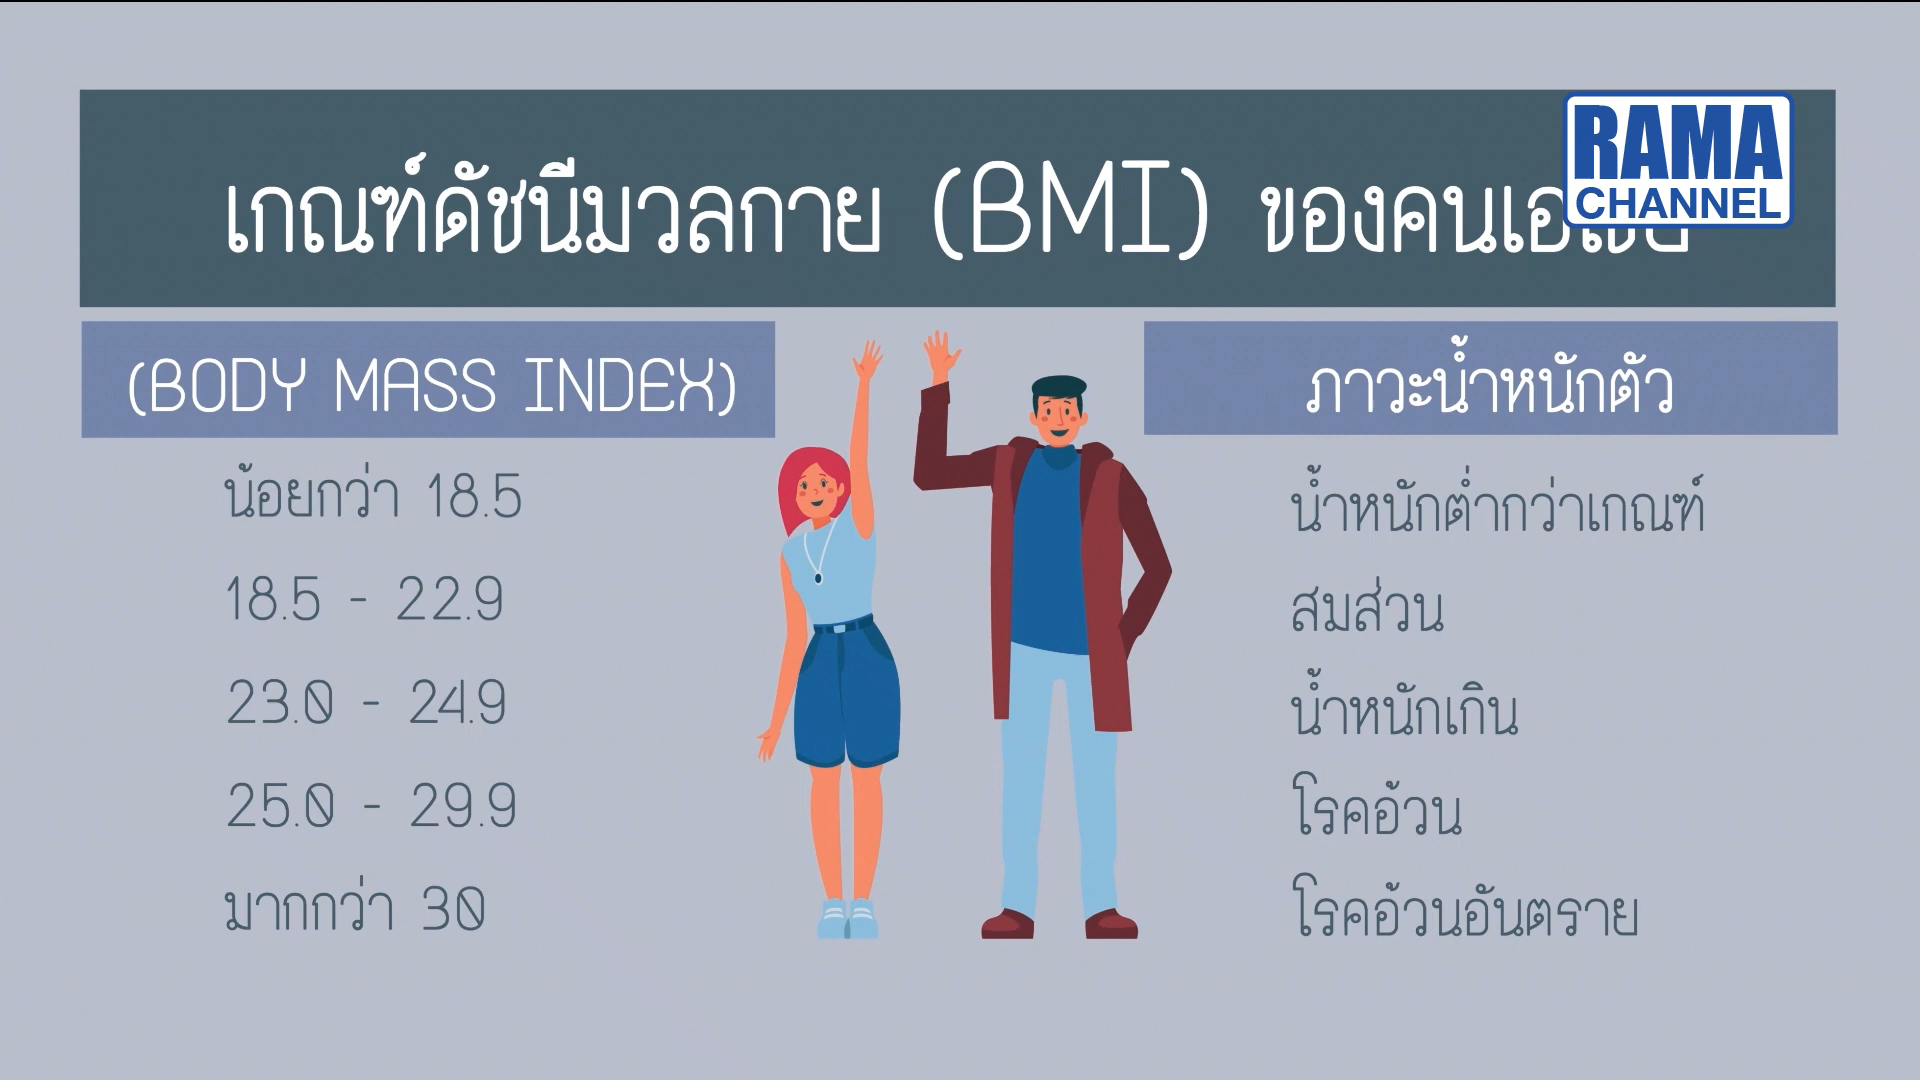 RAMA
CHANNEL
เกณฑ์ดัชนีมวลกาย (BMI) ของคน
(BODY MASS INDEX)
ภาวะน้ำหนักตัว
น้อยกว่า 18.5
น้ำหนักต่ำกว่าเกณฑ์
18.5 - 22.9
สมส่วน
23.0 - 24.9
น้ำหนักเกิน
25.0 - 29.9
โรคอ้วน
มากกว่า 30
โรคอ้วนอันตราย